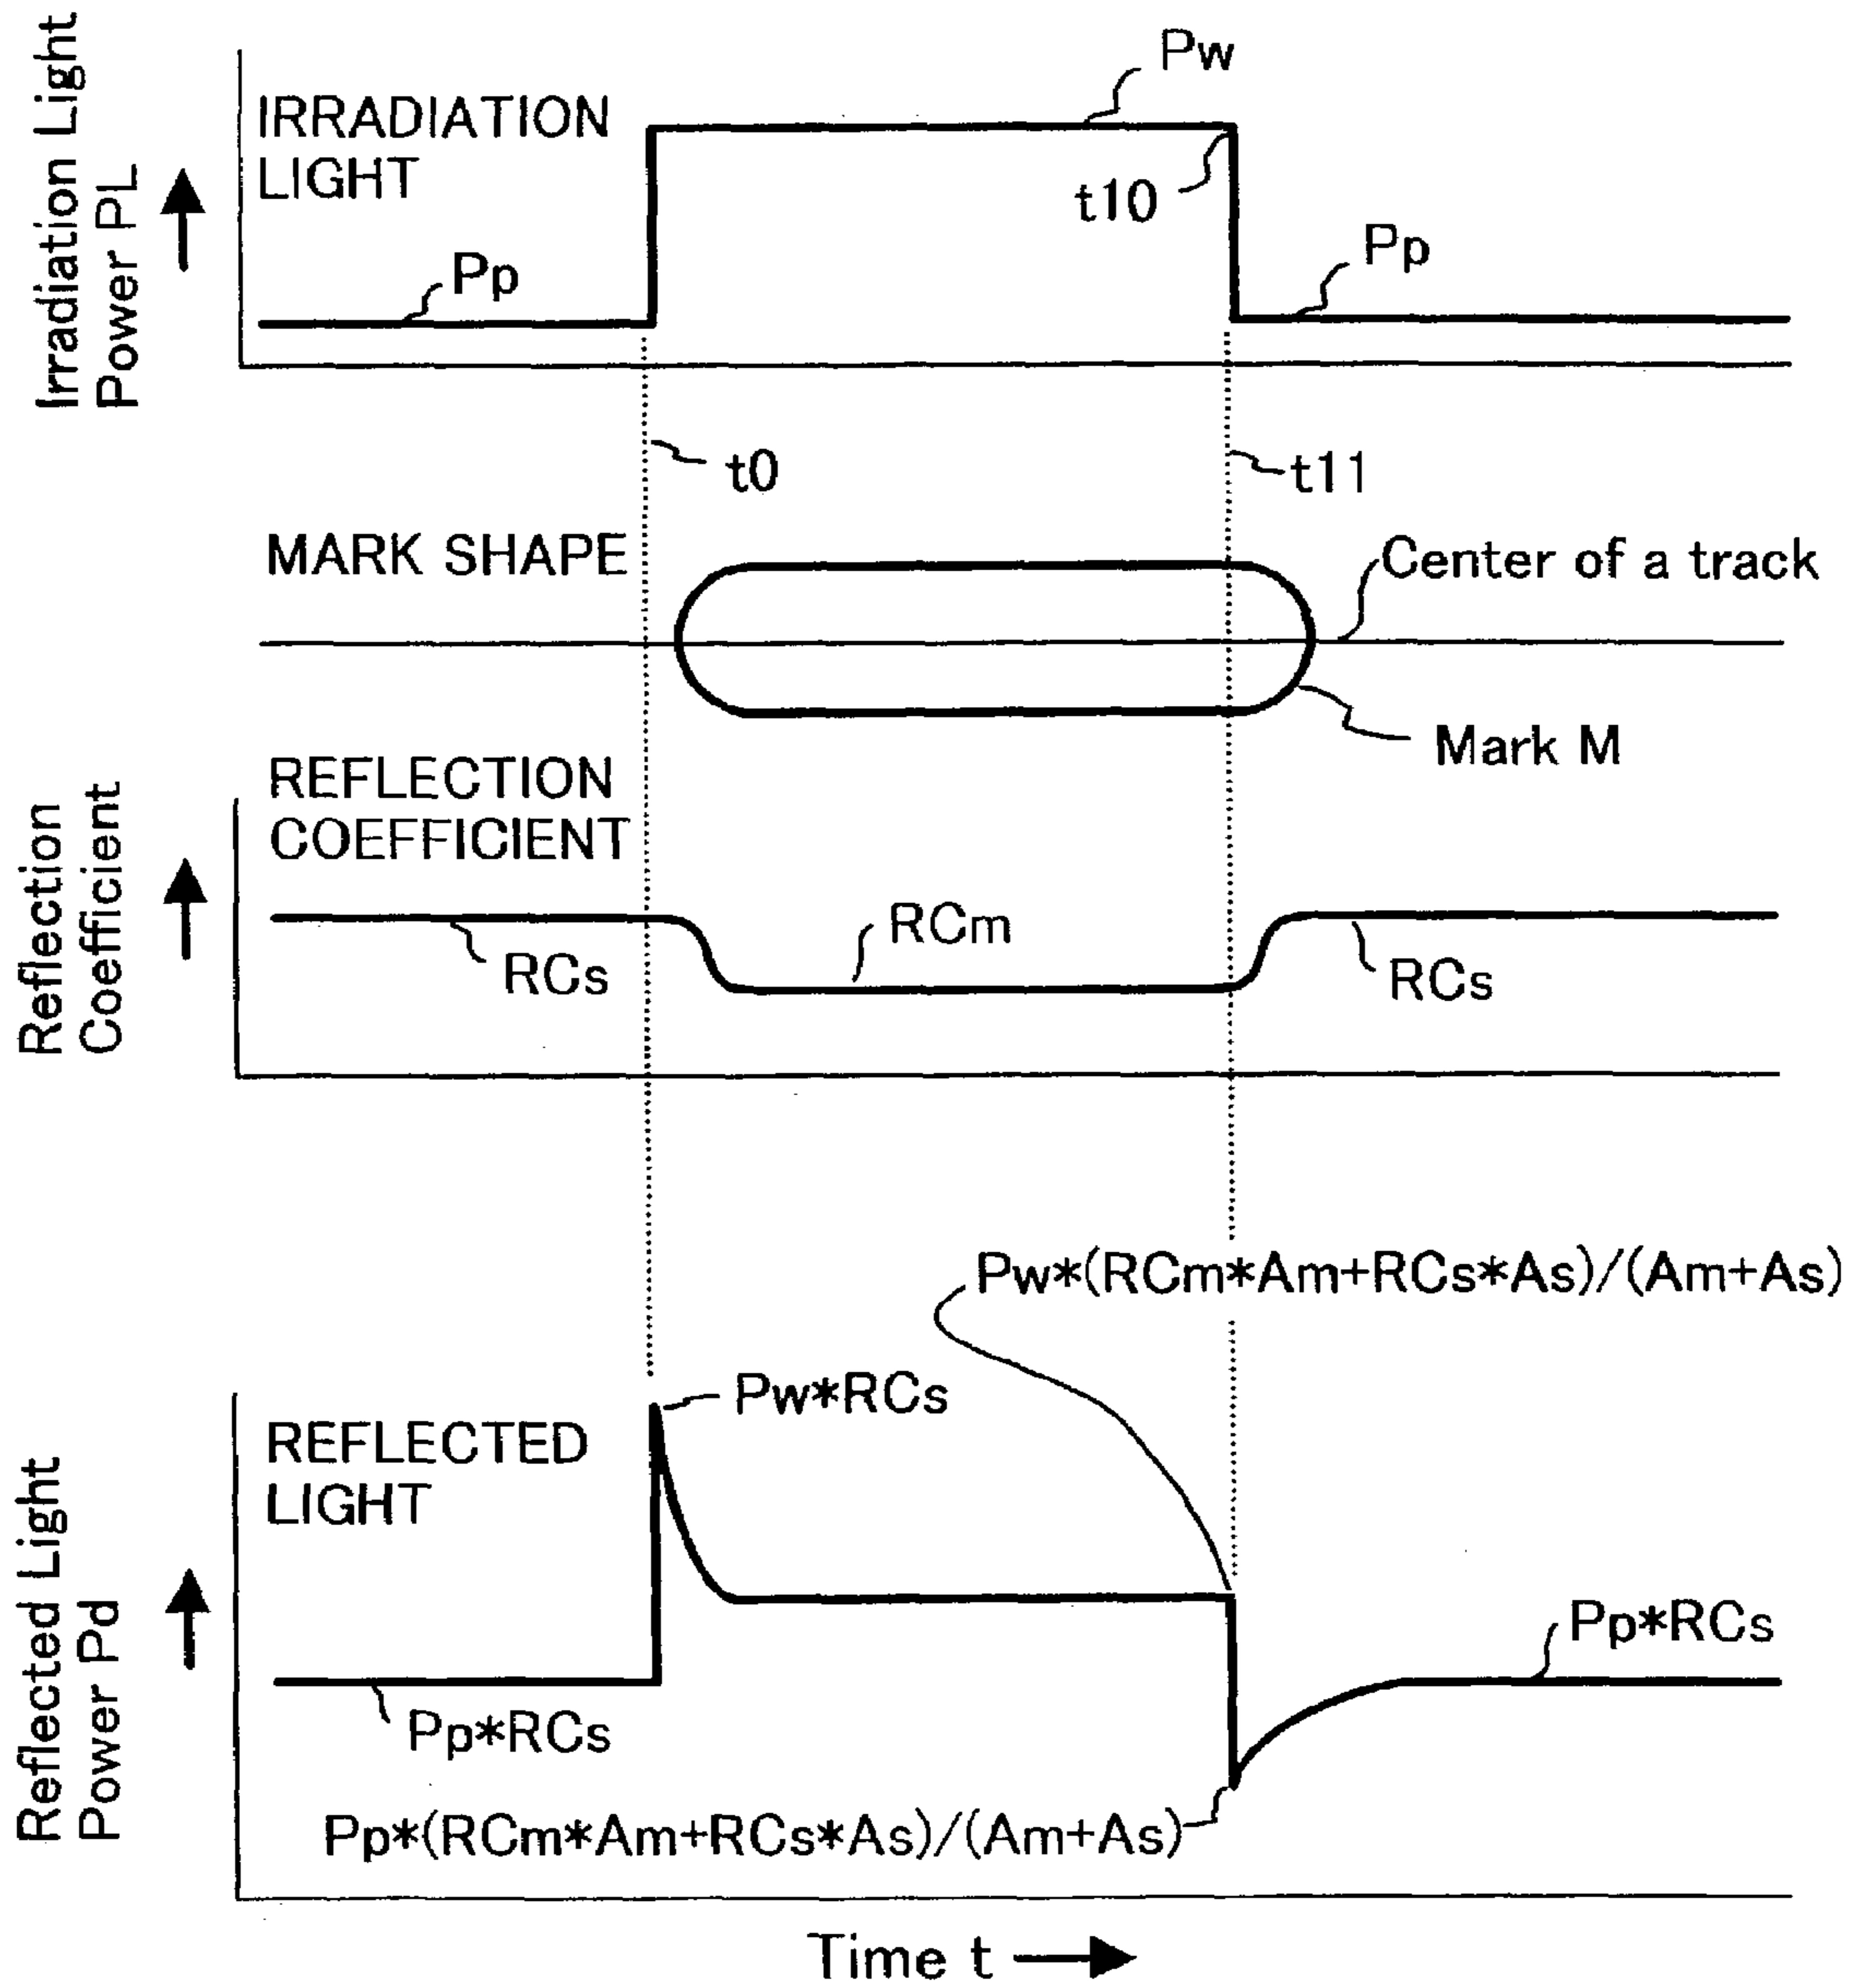 Irradiation Light
Power PL
IRRADIATION
LIGHT
Pw
t10
Pp
Pp
t0
t11
MARK SHAPE
Center of a track
Mark M
Reflection
Coefficient
REFLECTION
COEFFICIENT
RCs
RCm
RCs
Pw*(RCm*Am+RCs*As)/(Am+As)
Reflected Light
Power Pd
REFLECTED
LIGHT
Pw*RCs
Pp*RCs
Pp*RCs
Pp*(RCm*Am+RCs*As)/(Am+As)
Time t